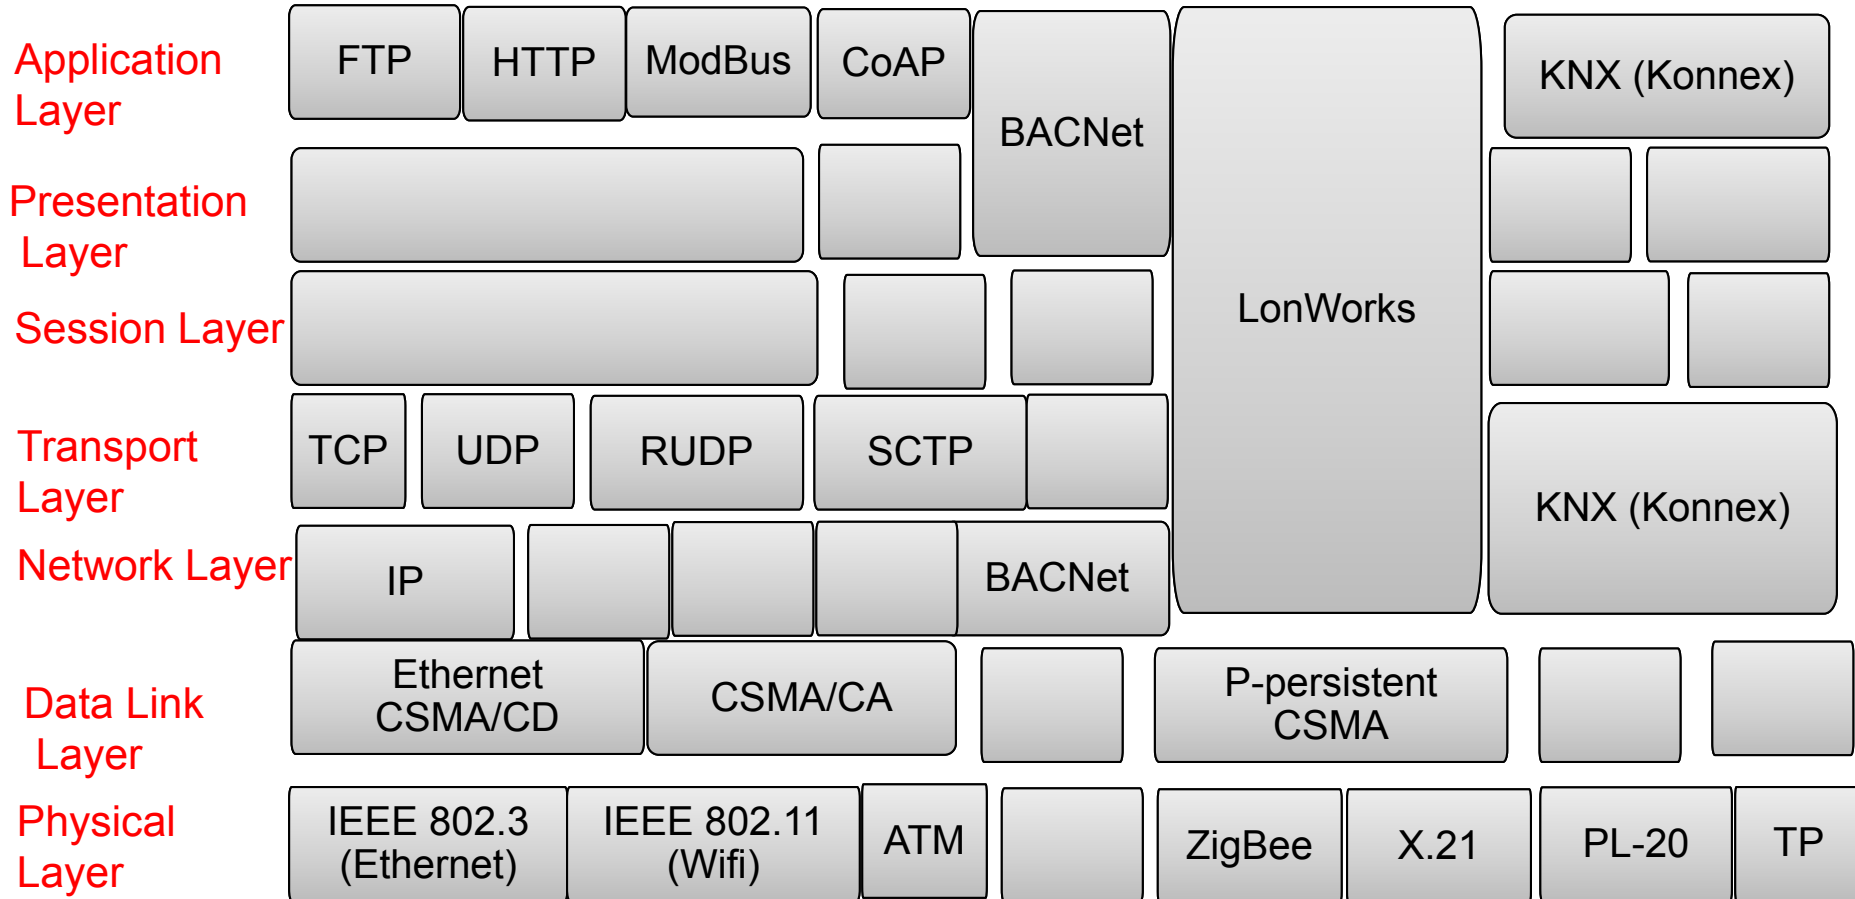 Application
Layer
FTP
HTTP
ModBus
CoAP
BACNet
LonWorks
KNX (Konnex)
Presentation
Layer
Session Layer
Transport
Layer
TCP
UDP
RUDP
SCTP
KNX (Konnex)
Network Layer
IP
BACNet
Data Link
Layer
Ethernet
CSMA/CD
CSMA/CA
P-persistent
CSMA
Physical
Layer
IEEE 802.3
(Ethernet)
IEEE 802.11
(Wifi)
ATM
ZigBee
X.21
PL-20
TP